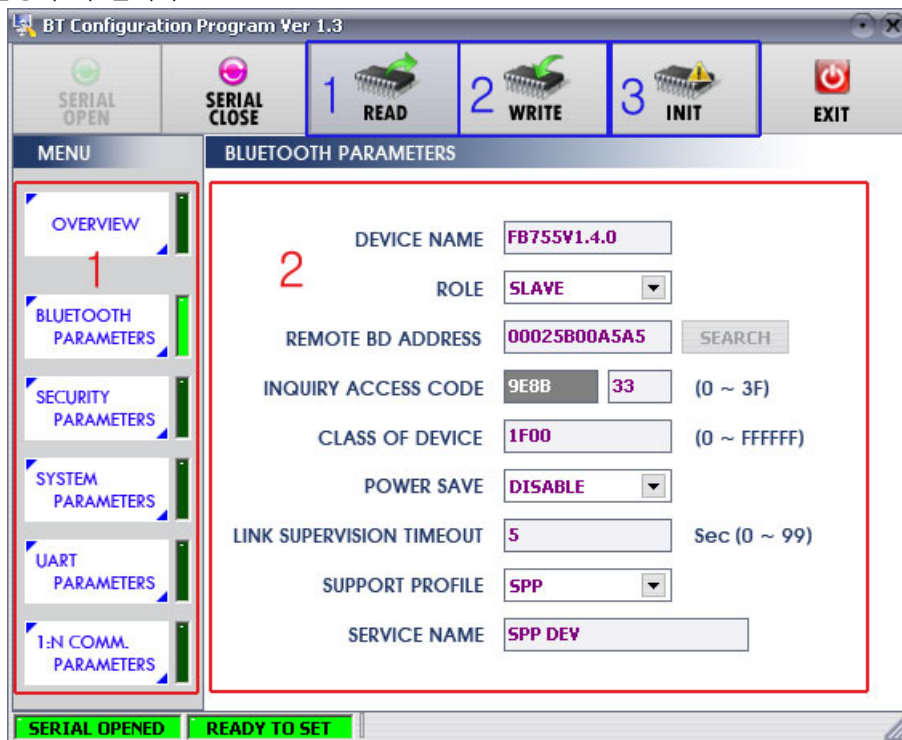 BT Configuration Program Ver 1.3
SERIAL OPEN
SERIAL CLOSE
1 READ
2 WRITE
3 INIT
EXIT
MENU
BLUETOOTH PARAMETERS
1
OVERVIEW
BLUETOOTH PARAMETERS
SECURITY PARAMETERS
SYSTEM PARAMETERS
UART PARAMETERS
1:N COMM. PARAMETERS
2
DEVICE NAME FB755V1.4.0
ROLE SLAVE
REMOTE BD ADDRESS 00025B00A5A5 SEARCH
INQUIRY ACCESS CODE 9E8B 33 (0 ~ 3F)
CLASS OF DEVICE 1F00 (0 ~ FFFFFF)
POWER SAVE DISABLE
LINK SUPERVISION TIMEOUT 5 Sec (0 ~ 99)
SUPPORT PROFILE SPP
SERVICE NAME SPP DEV
SERIAL OPENED READY TO SET